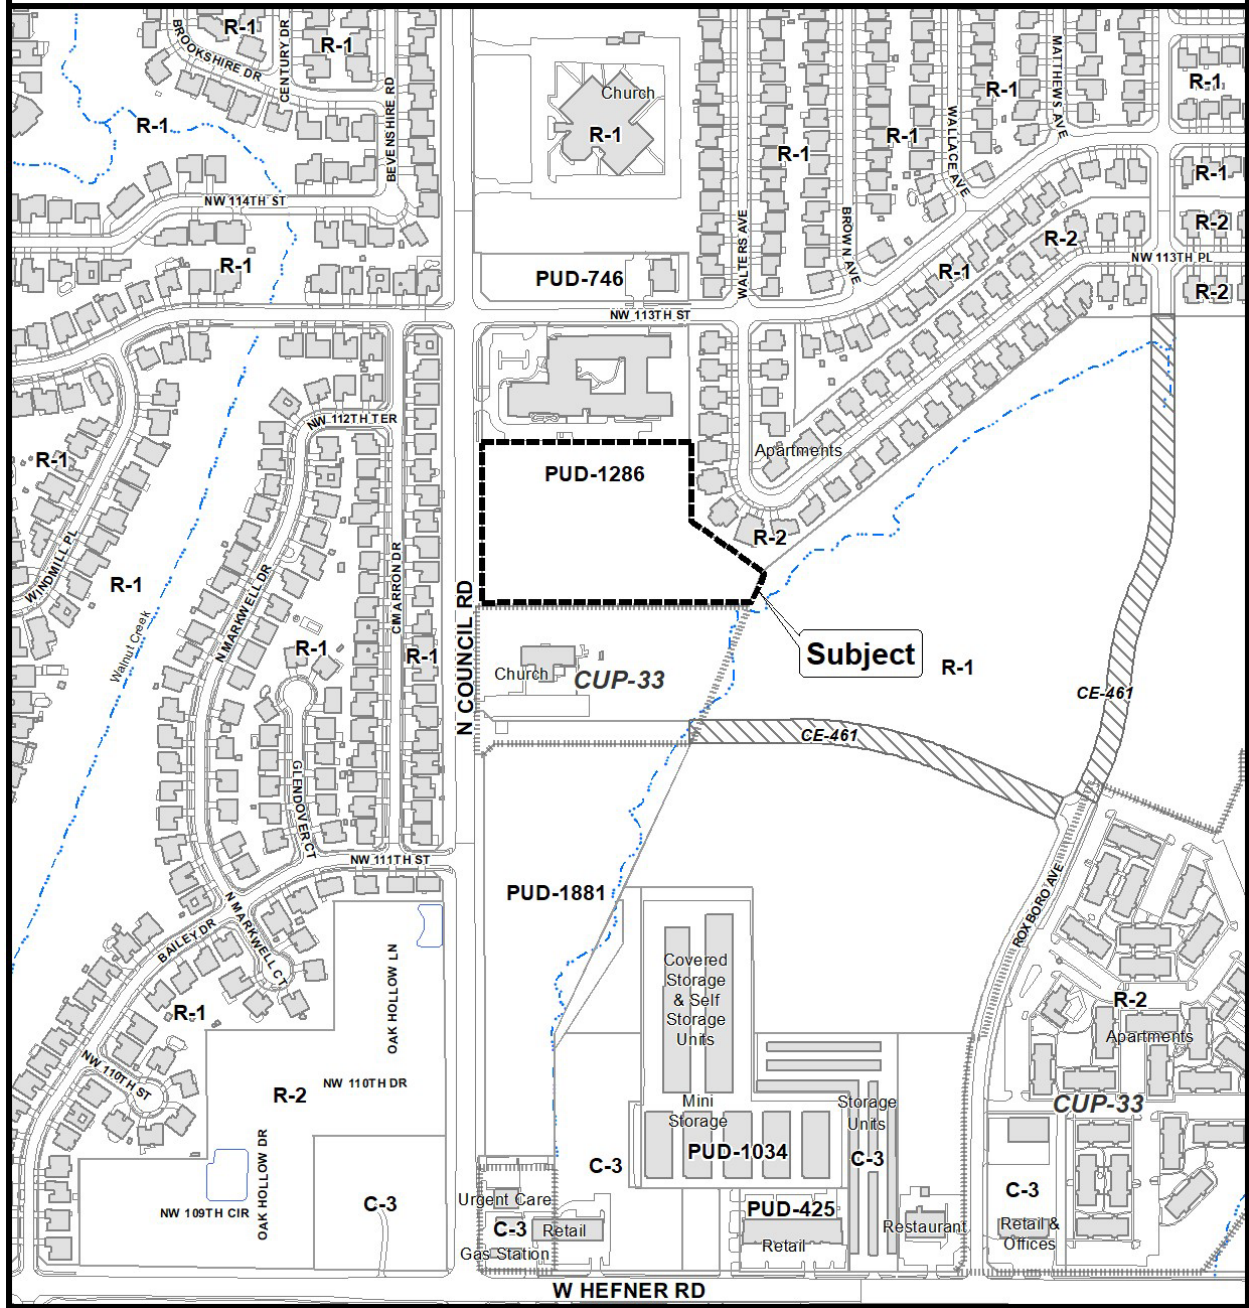 R-1
BROOKSHIRE DR
CENTURY DR
R-1
BEVENSHIRE RD
R-1
NW 114TH ST
R-1
Church
R-1
R-1
R-1
WALLACE AVE
R-1
MATTHEWS AVE
R-1
R-1
R-2
NW 113TH PL
R-2
R-2
R-1
BROWN AVE
WALTERS AVE
PUD-746
NW 113TH ST
NW 112TH TER
R-1
WINDMILL PL
R-1
Walnut Creek
N MARKWELL DR
CIMARRON DR
R-1
R-1
N COUNCIL RD
PUD-1286
Apartments
R-2
Subject
R-1
Church
CUP-33
CE-461
CE-461
GLENDOVER CT
NW 111TH ST
N MARKWELL CT
BAILEY DR
R-1
NW 110TH ST
OAK HOLLOW LN
R-2
NW 110TH DR
OAK HOLLOW DR
NW 109TH CIR
C-3
PUD-1881
Covered
Storage
& Self
Storage
Units
Mini
Storage
PUD-1034
Storage
Units
C-3
C-3
ROXBORO AVE
R-2
Apartments
CUP-33
Urgent Care
C-3
Gas Station
Retail
PUD-425
Retail
Restaurant
C-3
Retail &
Offices
W HEFNER RD